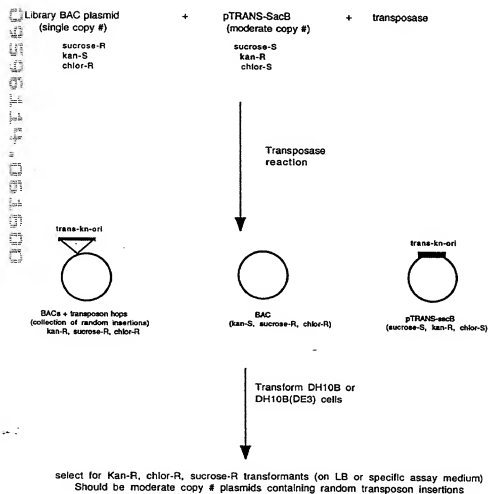 Library BAC plasmid + pTRANS-SacB + transposase
(single copy #) (moderate copy #)
sucrose-R sucrose-S
kan-S kan-R
chlor-R chlor-S
Transposase
reaction
trans-kn-ori
trans-kn-ori
BACs + transposon hops
(collection of random insertions)
kan-R, sucrose-R, chlor-R
BAC
(kan-S, sucrose-R, chlor-R)
pTRANS-sacB
(sucrose-S, kan-R, chlor-S)
Transform DH10B or
DH10B(DE3) cells
select for Kan-R, chlor-R, sucrose-R transformants (on LB or specific assay medium)
Should be moderate copy # plasmids containing random transposon insertions